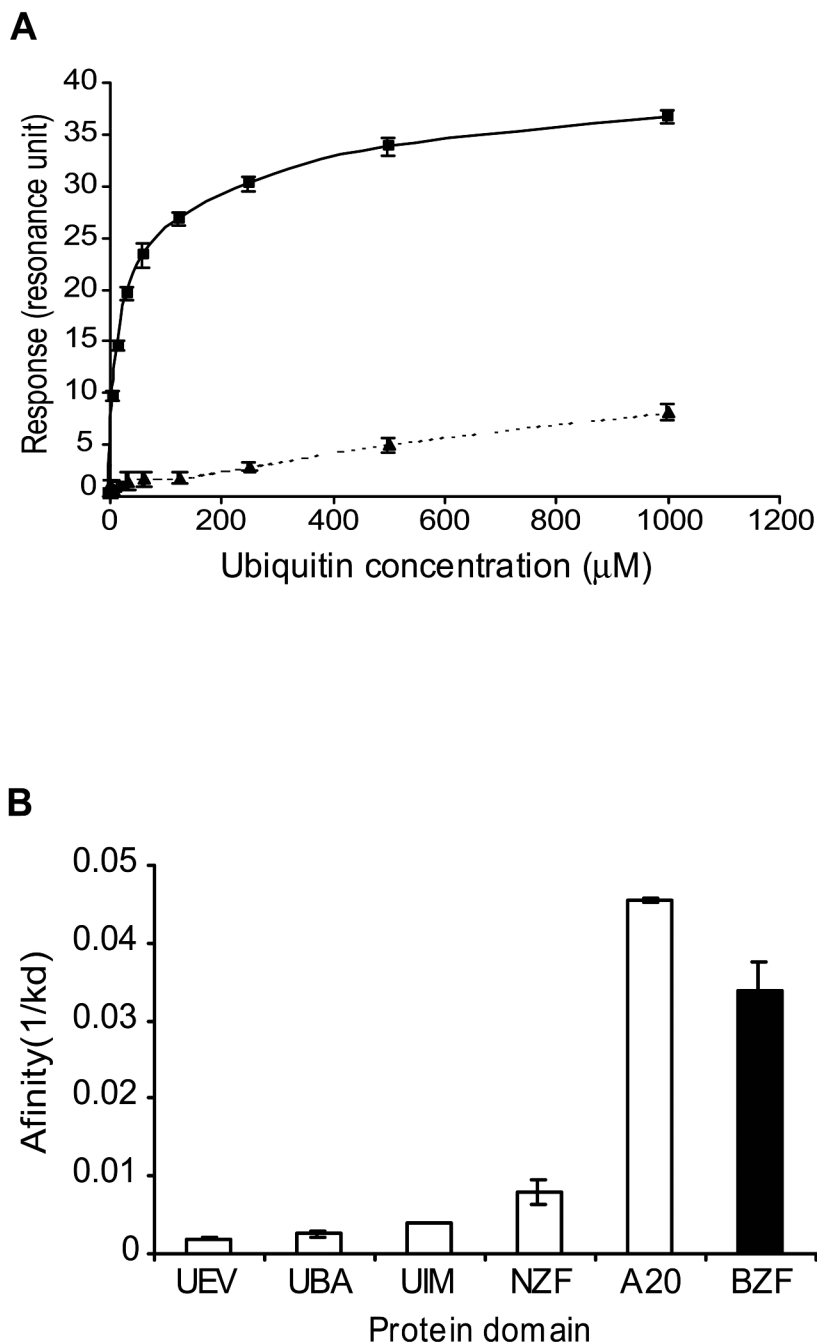 A
Response (resonance unit)
40
35
30
25
20
15
10
5
0
0 200 400 600 800 1000 1200
Ubiquitin concentration (μM)
B
Afinity(1/kd)
0.05
0.04
0.03
0.02
0.01
0
UEV UBA UIM NZF A20 BZF
Protein domain